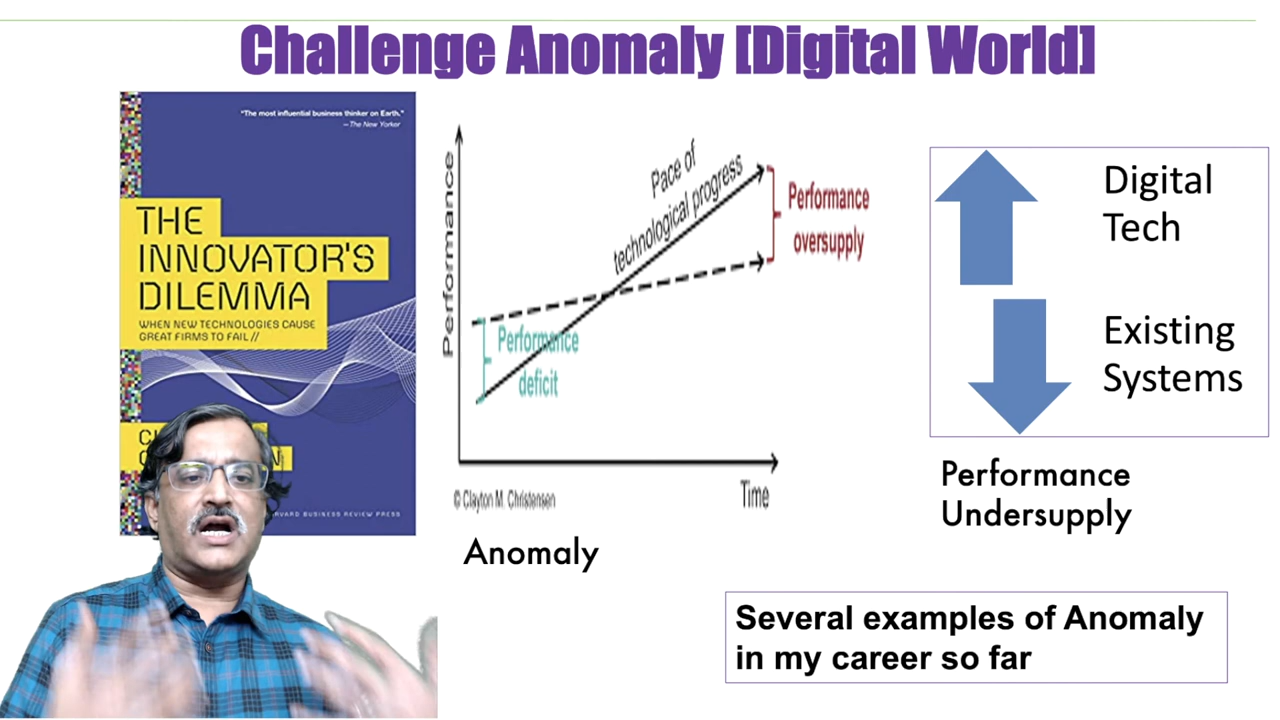 Challenge Anomaly [Digital World]
"The most influential business thinker on Earth."
—The New Yorker
THE
INNOVATOR'S
DILEMMA
WHEN NEW TECHNOLOGIES CAUSE
GREAT FIRMS TO FAIL //
BUSINESS REVIEW PRESS
Performance
Pace of
technological progress
Performance
oversupply
Performance
deficit
Time
© Clayton M. Christensen
Anomaly
Digital
Tech
Existing
Systems
Performance
Undersupply
Several examples of Anomaly
in my career so far